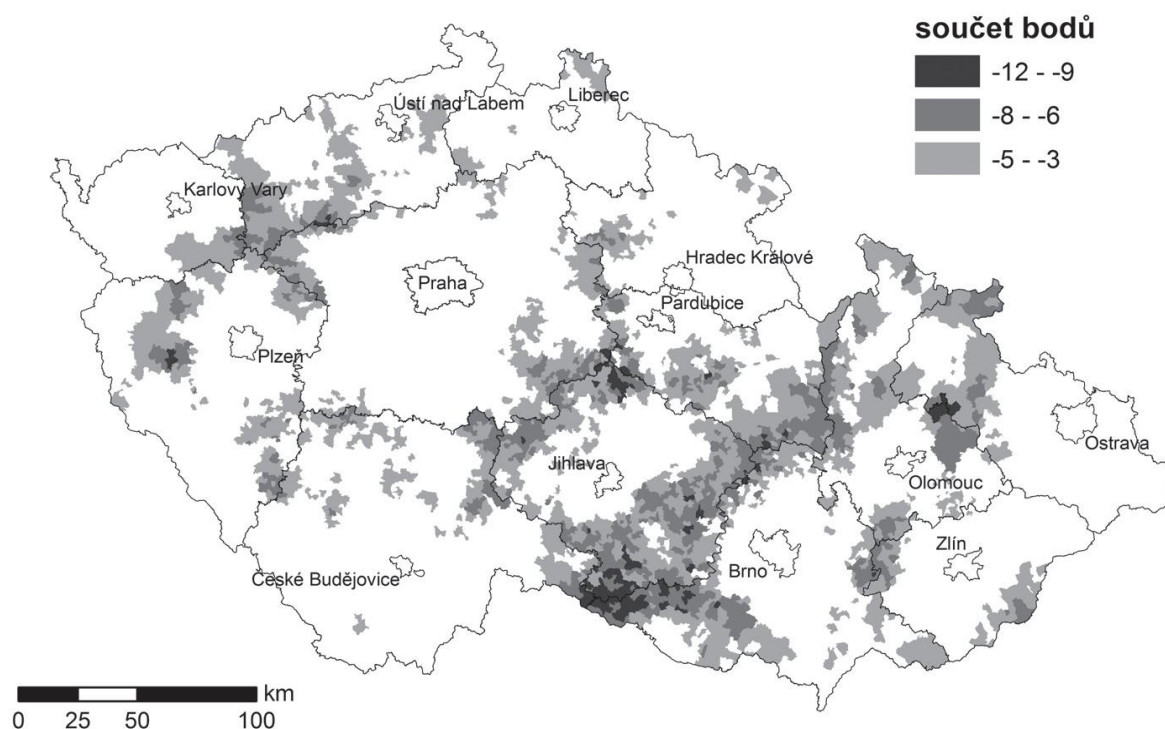 součet bodů
-12 - -9
-8 - -6
-5 - -3
Liberec
Ústí nad Labem
Karlovy Vary
Hradec Králové
Praha
Pardubice
Plzeň
Ostrava
Jihlava
Olomouc
Zlín
Brno
České Budějovice
km
0 25 50 100